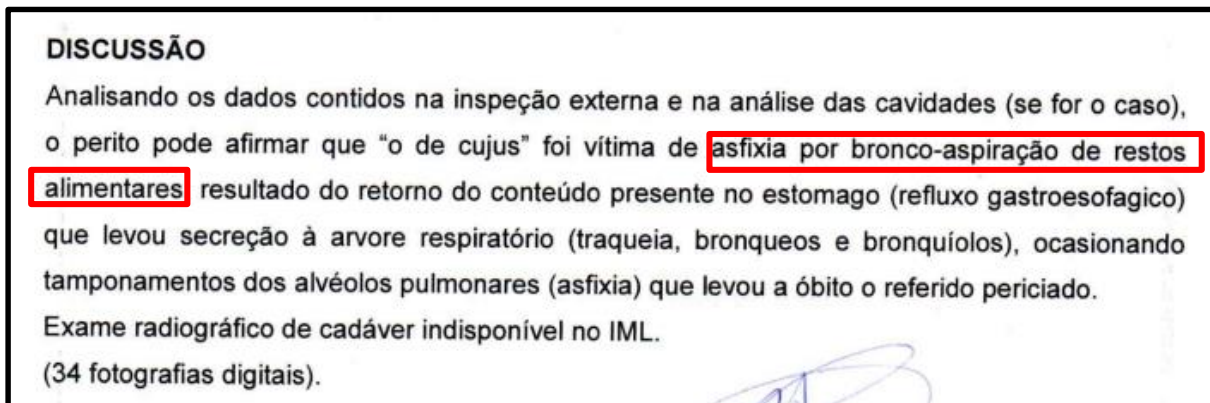 DISCUSSÃO
Analisando os dados contidos na inspeção externa e na análise das cavidades (se for o caso),
o perito pode afirmar que “o de cujus” foi vítima de asfixia por bronco-aspiração de restos
alimentares resultado do retorno do conteúdo presente no estomago (refluxo gastroesofagico)
que levou secreção à arvore respiratório (traqueia, bronqueos e bronquíolos), ocasionando
tamponamentos dos alvéolos pulmonares (asfixia) que levou a óbito o referido periciado.
Exame radiográfico de cadáver indisponível no IML.
(34 fotografias digitais).